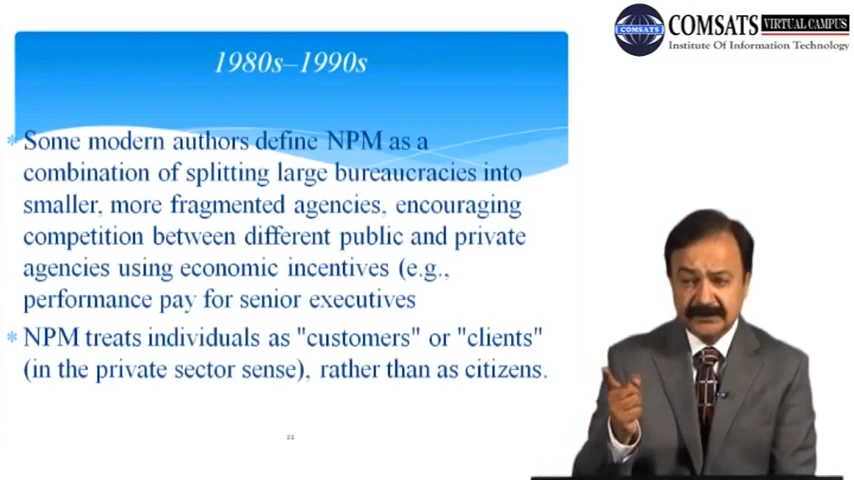 COMSATS VIRTUAL CAMPUS
Institute Of Information Technology
COMSATS
1980s–1990s
Some modern authors define NPM as a
combination of splitting large bureaucracies into
smaller, more fragmented agencies, encouraging
competition between different public and private
agencies using economic incentives (e.g.,
performance pay for senior executives
NPM treats individuals as "customers" or "clients"
(in the private sector sense), rather than as citizens.